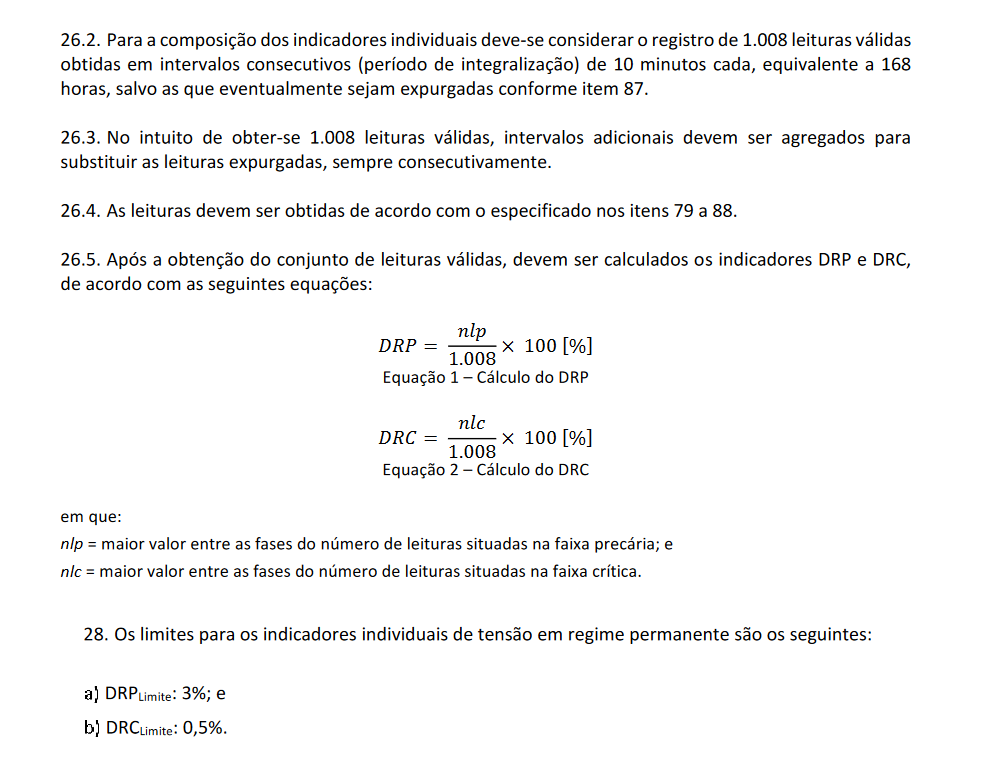 26.2. Para a composição dos indicadores individuais deve-se considerar o registro de 1.008 leituras válidas
obtidas em intervalos consecutivos (período de integralização) de 10 minutos cada, equivalente a 168
horas, salvo as que eventualmente sejam expurgadas conforme item 87.
26.3. No intuito de obter-se 1.008 leituras válidas, intervalos adicionais devem ser agregados para
substituir as leituras expurgadas, sempre consecutivamente.
26.4. As leituras devem ser obtidas de acordo com o especificado nos itens 79 a 88.
26.5. Após a obtenção do conjunto de leituras válidas, devem ser calculados os indicadores DRP e DRC,
de acordo com as seguintes equações:
DRP = nlp / 1.008 × 100 [%]
Equação 1 – Cálculo do DRP
DRC = nlc / 1.008 × 100 [%]
Equação 2 – Cálculo do DRC
em que:
nlp = maior valor entre as fases do número de leituras situadas na faixa precária; e
nlc = maior valor entre as fases do número de leituras situadas na faixa crítica.
28. Os limites para os indicadores individuais de tensão em regime permanente são os seguintes:
a) DRPLimite: 3%; e
b) DRCLimite: 0,5%.